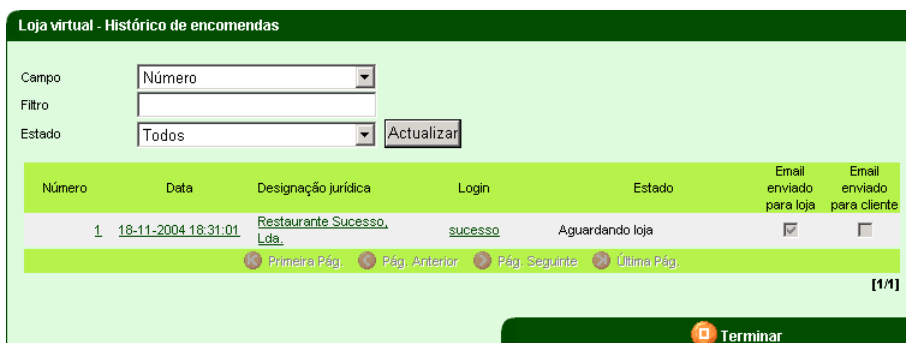 Loja virtual - Histórico de encomendas
Campo Número
Filtro
Estado Todos Actualizar
Número Data Designação jurídica Login Estado Email enviado para loja Email enviado para cliente
1 18-11-2004 18:31:01 Restaurante Sucesso, Lda. sucesso Aguardando loja
Primeira Pág. Pág. Anterior Pág. Seguinte Última Pág.
[1/1]
Terminar